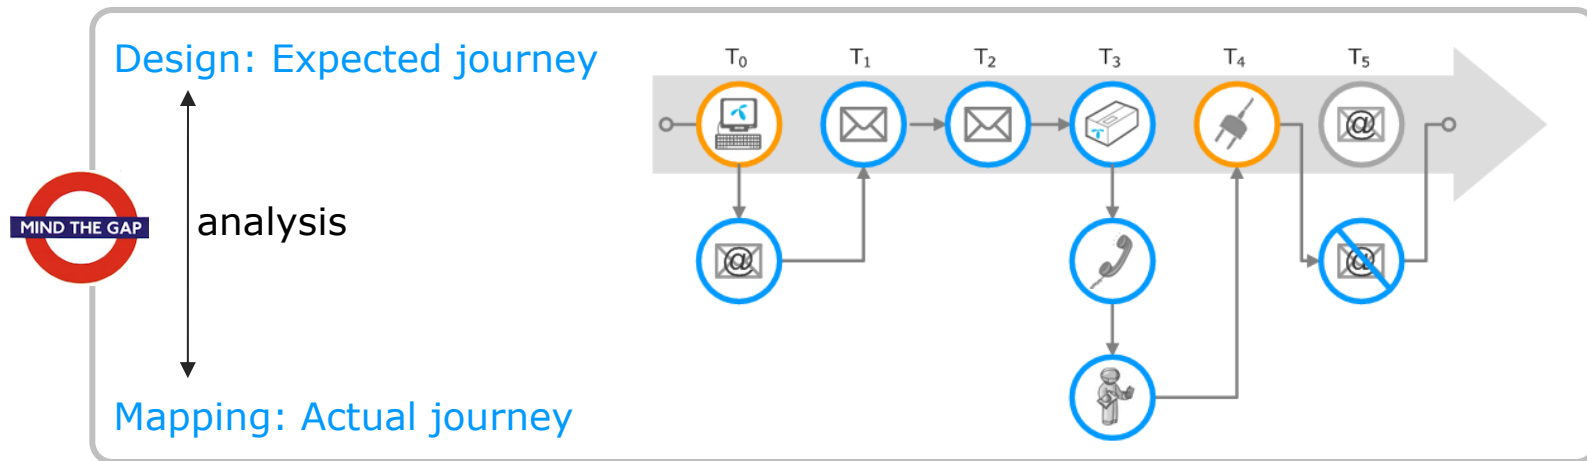 Design: Expected journey
T₀ T₁ T₂ T₃ T₄ T₅
@
MIND THE GAP
analysis
@
@
Mapping: Actual journey